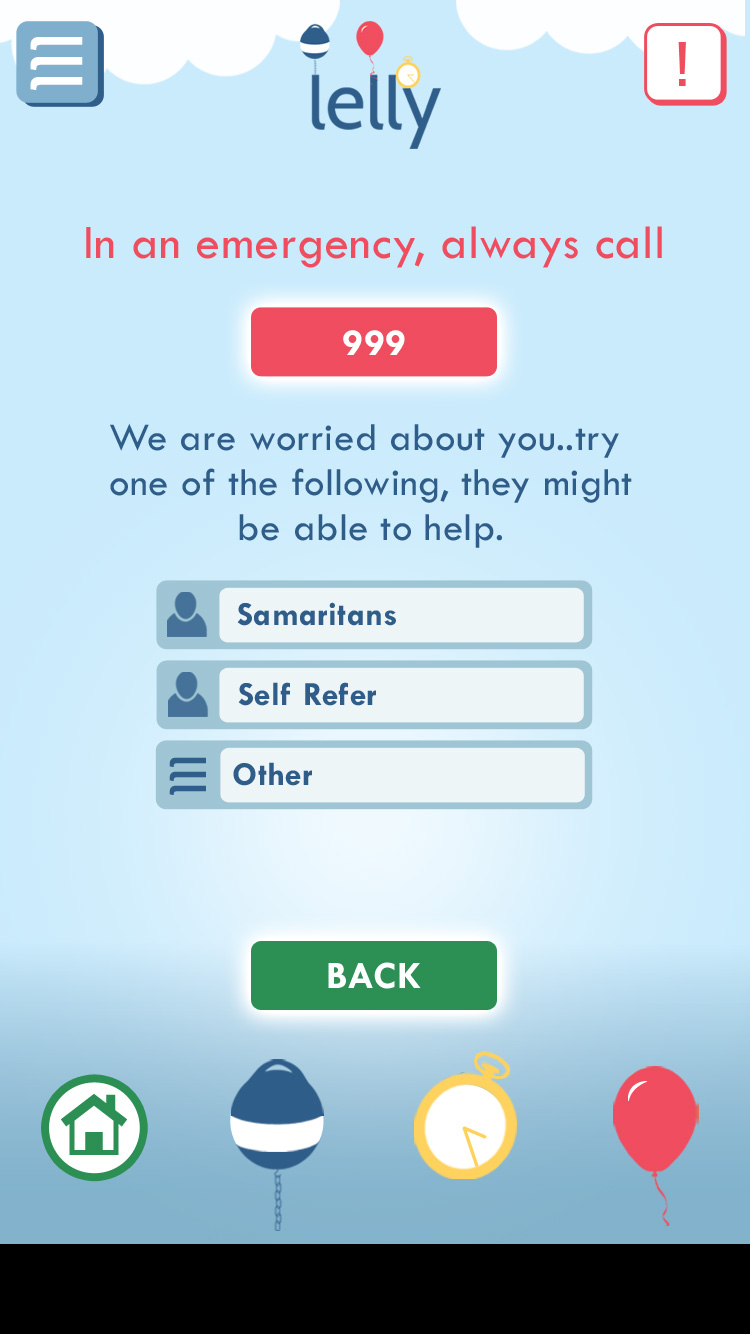 lelly
!
In an emergency, always call
999
We are worried about you..try
one of the following, they might
be able to help.
Samaritans
Self Refer
Other
BACK